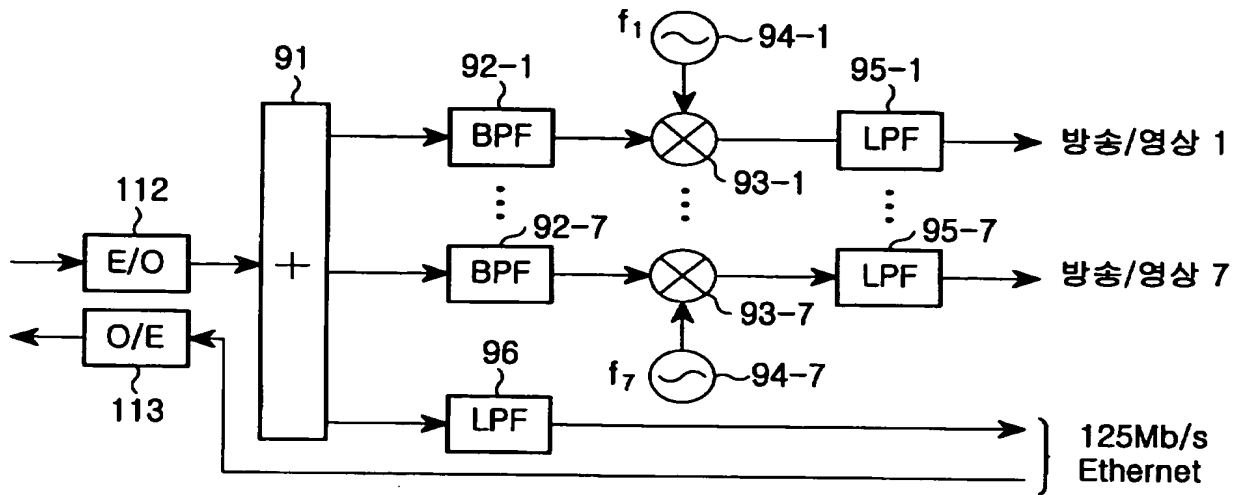 f₁
94-1
91
92-1
95-1
BPF
LPF
방송/영상 1
93-1
112
92-7
95-7
E/O
+
BPF
LPF
방송/영상 7
93-7
O/E
113
f₇
94-7
96
LPF
125Mb/s
Ethernet